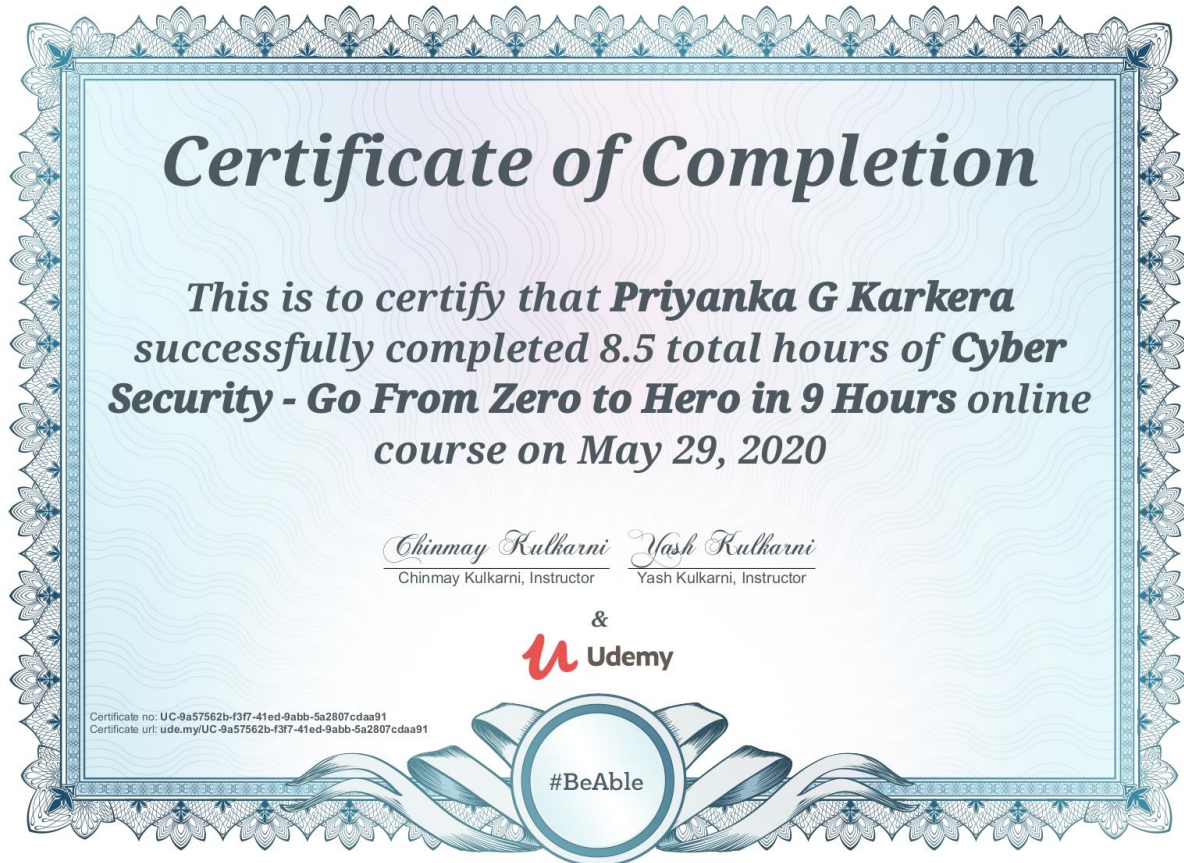 Certificate of Completion
This is to certify that Priyanka G Karkera
successfully completed 8.5 total hours of Cyber
Security - Go From Zero to Hero in 9 Hours online
course on May 29, 2020
Chinmay Kulkarni Yash Kulkarni
Chinmay Kulkarni, Instructor Yash Kulkarni, Instructor
&
Udemy
Certificate no: UC-9a57562b-f3f7-41ed-9abb-5a2807cdaa91
Certificate url: ude.my/UC-9a57562b-f3f7-41ed-9abb-5a2807cdaa91
#BeAble